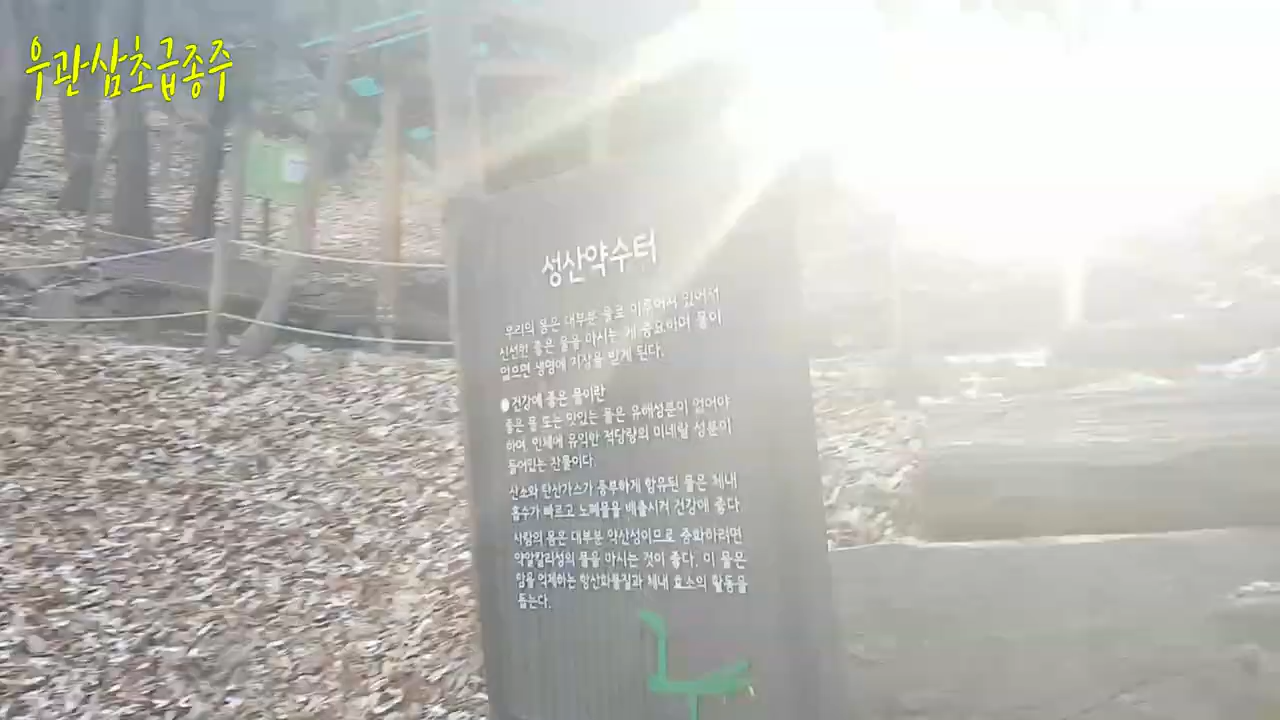 우관삼초급종주
성산약수터
우리의 몸은 대부분 물로 이루어져 있어서
신선한 좋은 물을 마시는 게 중요하며 물이
없으면 생명에 지장을 받게 된다.
●건강에 좋은 물이란
좋은 물 또는 맛있는 물은 유해성분이 없어야
하며, 인체에 유익한 적당량의 미네랄 성분이
들어있는 찬물이다.
산소와 탄산가스가 풍부하게 함유된 물은 체내
흡수가 빠르고 노폐물을 배출시켜 건강에 좋다
사람의 몸은 대부분 약산성이므로 중화하려면
약알칼리성의 물을 마시는 것이 좋다. 이 물은
암을 억제하는 항산화물질과 체내 효소의 활동을
돕는다.